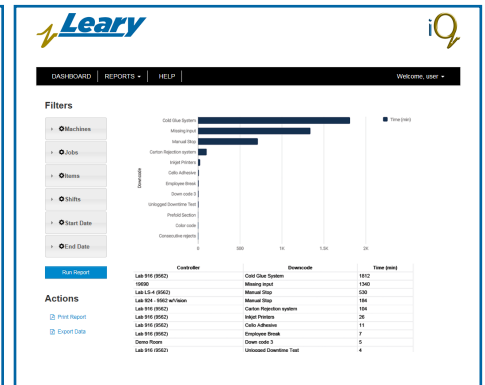 Leary
iQ
DASHBOARD REPORTS HELP Welcome, user
Filters
Machines
Jobs
Items
Shifts
Start Date
End Date
Run Report
Actions
Print Report
Export Data
Time (min)
Downcode
Cold Glue System
Missing input
Manual Stop
Carton Rejection system
Inkjet Printers
Cello Adhesive
Employee Break
Down code 3
Unlogged Downtime Test
Prefold Section
Color code
Consecutive rejects
0 500 1K 1.5K 2K
Controller Downcode Time (min)
Lab 916 (9562) Cold Glue System 1812
19690 Missing input 1340
Lab LS-4 (9562) Manual Stop 530
Lab 924 - 9562 w/Vision Manual Stop 184
Lab 916 (9562) Carton Rejection system 104
Lab 916 (9562) Inkjet Printers 26
Lab 916 (9562) Cello Adhesive 11
Lab 916 (9562) Employee Break 7
Demo Room Down code 3 5
Lab 916 (9562) Unlogged Downtime Test 4